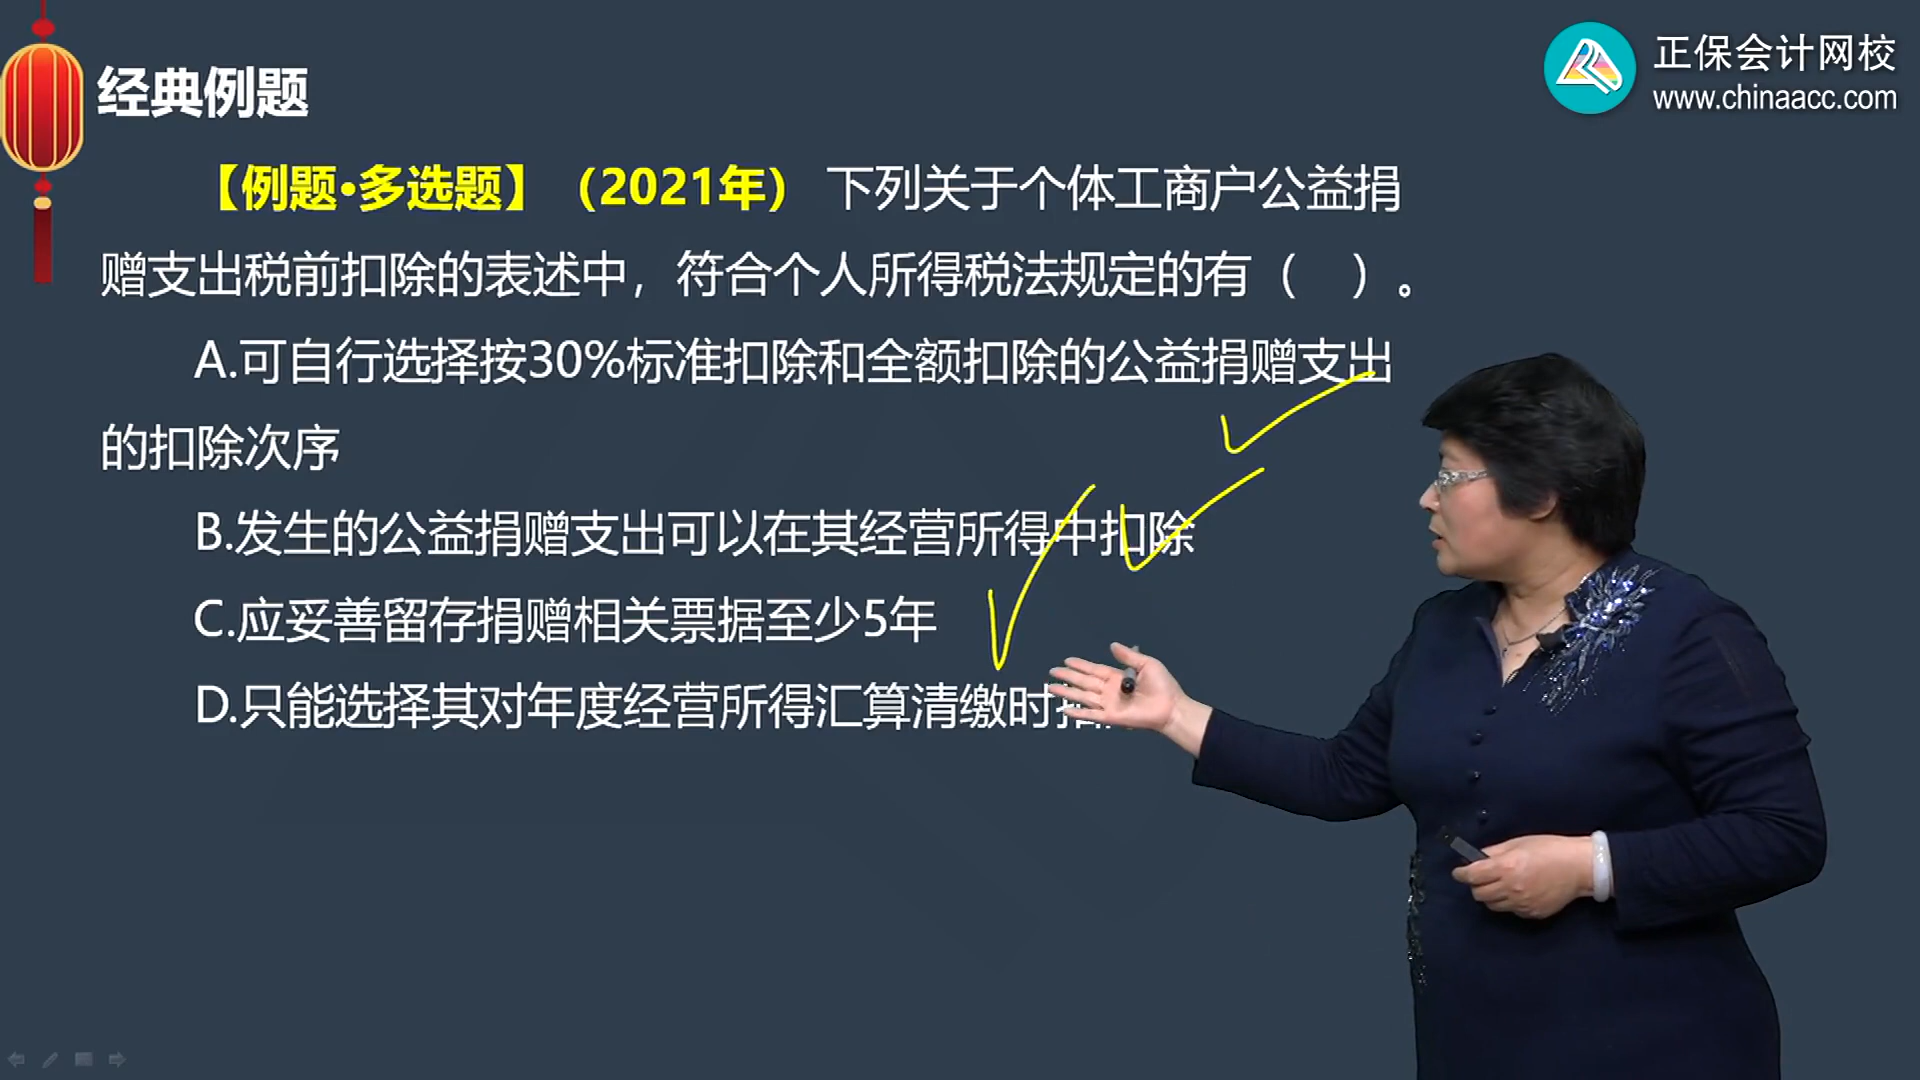 正保会计网校
www.chinaacc.com
经典例题
【例题·多选题】（2021年） 下列关于个体工商户公益捐
赠支出税前扣除的表述中，符合个人所得税法规定的有（ ）。
A.可自行选择按30%标准扣除和全额扣除的公益捐赠支出
的扣除次序
B.发生的公益捐赠支出可以在其经营所得中扣除
C.应妥善留存捐赠相关票据至少5年
D.只能选择其对年度经营所得汇算清缴时